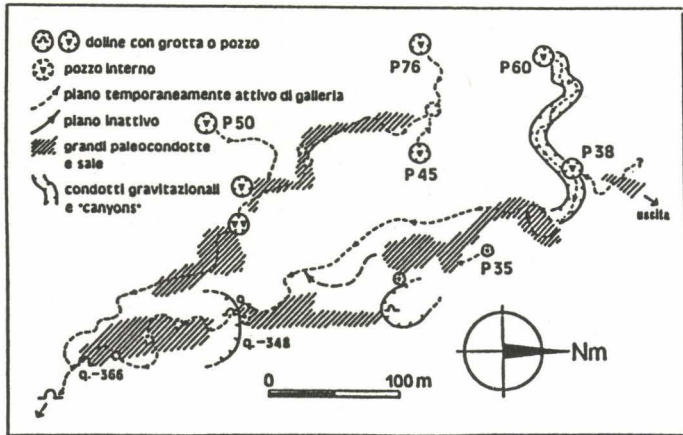 doline con grotta o pozzo
pozzo interno
piano temporaneamente attivo di galleria
piano inattivo
grandi paleocondotte
e sale
condotti gravitazionali
e "canyons"
P76
P60
P50
P45
P38
?
uscita
P35
q.-348
q.-366
0 100 m
Nm